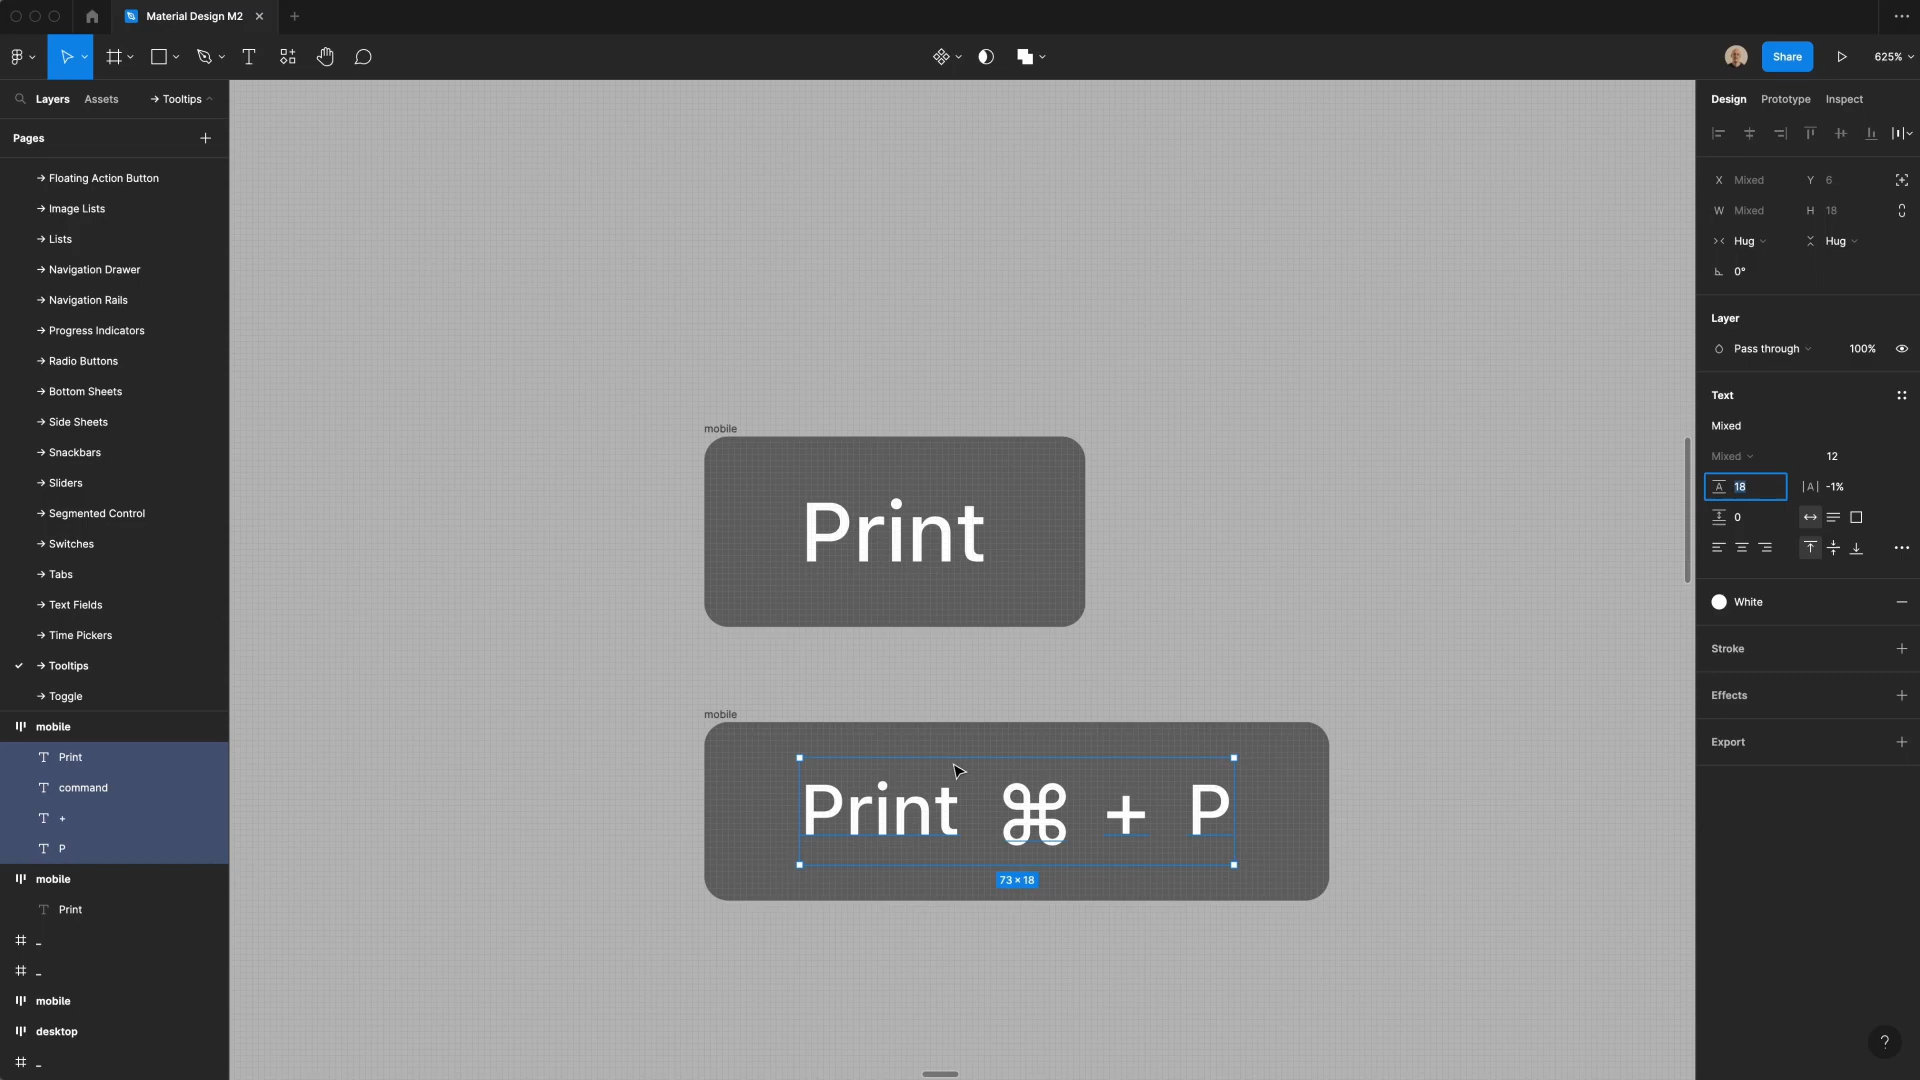 Material Design M2
Share
625%
Layers
Assets
→ Tooltips
Design
Prototype
Inspect
Pages
→ Floating Action Button
→ Image Lists
→ Lists
→ Navigation Drawer
→ Navigation Rails
→ Progress Indicators
→ Radio Buttons
→ Bottom Sheets
→ Side Sheets
→ Snackbars
→ Sliders
→ Segmented Control
→ Switches
→ Tabs
→ Text Fields
→ Time Pickers
→ Tooltips
→ Toggle
mobile
Print
command
+
P
mobile
Print
_
_
mobile
desktop
_
mobile
Print
mobile
Print ⌘ + P
73 × 18
X Mixed Y 6
W Mixed H 18
Hug Hug
0°
Layer
Pass through 100%
Text
Mixed
Mixed 12
18 |A| -1%
0
White
Stroke
Effects
Export
?